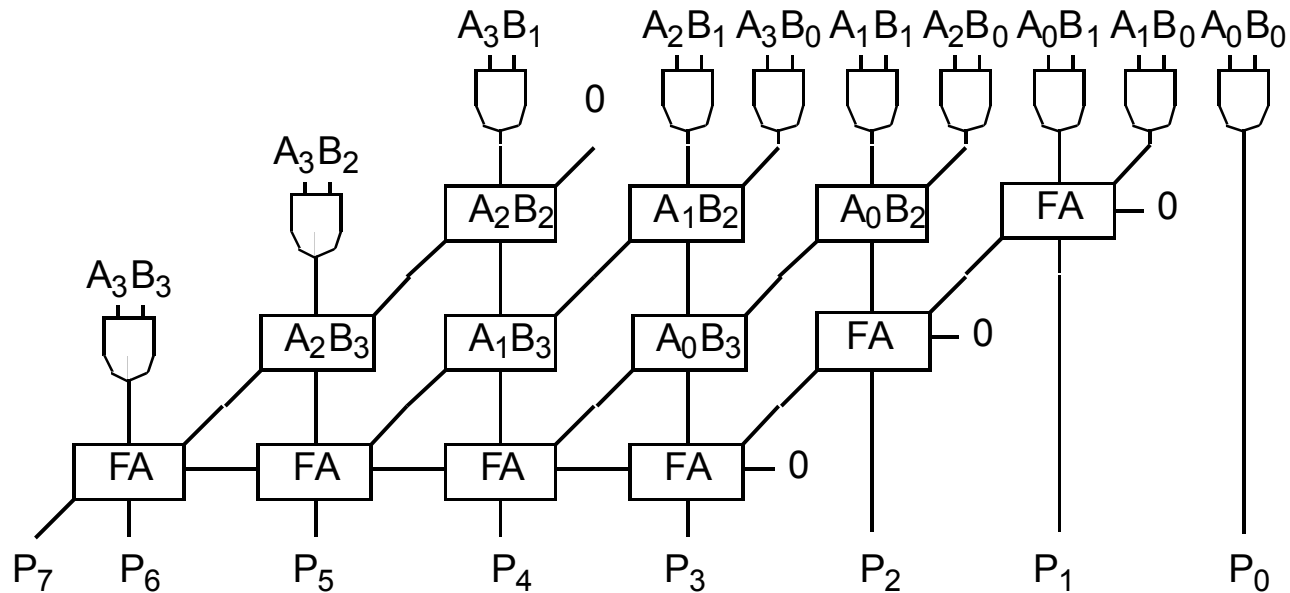 A3B1 A2B1 A3B0 A1B1 A2B0 A0B1 A1B0 A0B0
0
A3B2
A2B2 A1B2 A0B2 FA 0
A3B3
A2B3 A1B3 A0B3 FA 0
FA FA FA FA 0
P7 P6 P5 P4 P3 P2 P1 P0